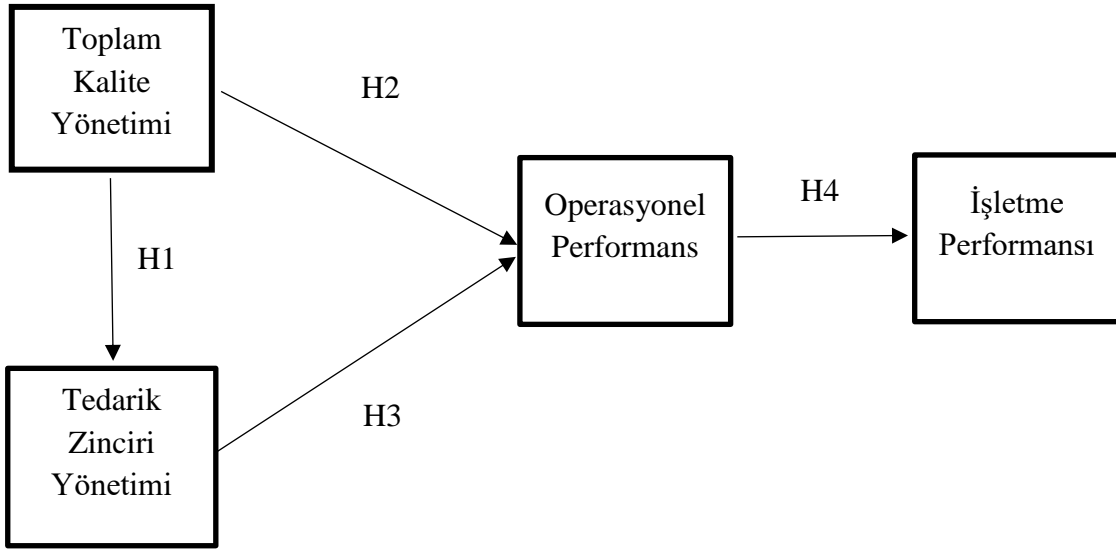 Toplam
Kalite
Yönetimi
H2
H1
Operasyonel
Performans
H4
İşletme
Performansı
Tedarik
Zinciri
Yönetimi
H3